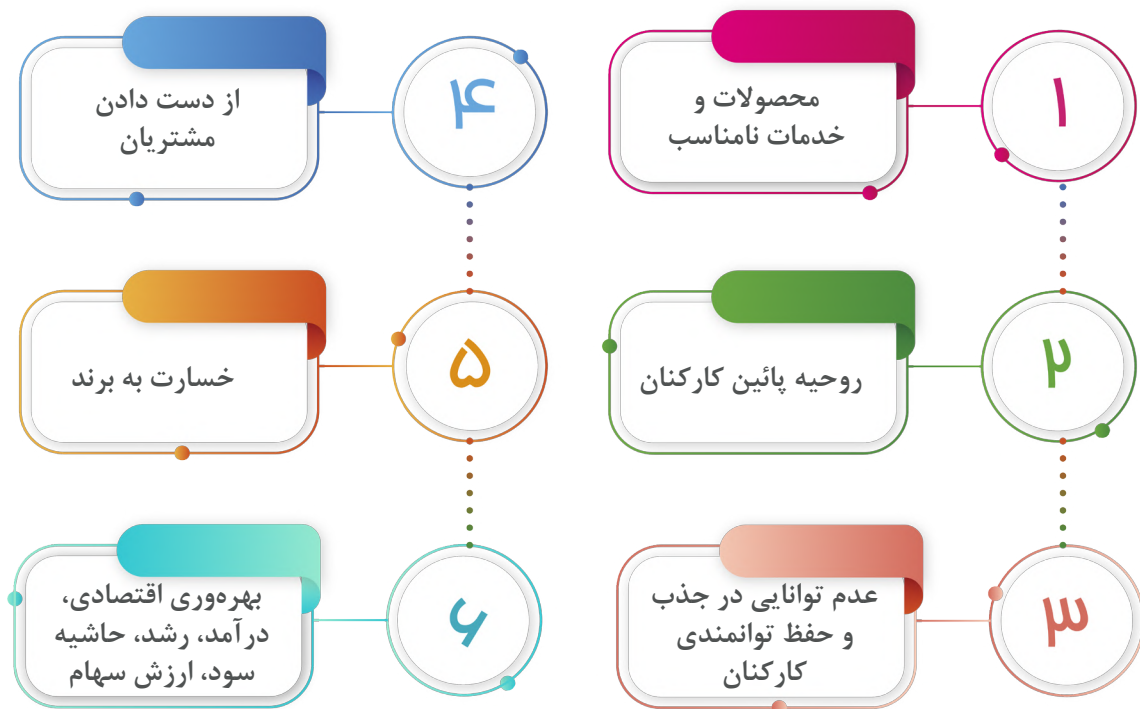 ۱
محصولات و
خدمات نامناسب
۲
روحیه پائین کارکنان
۳
عدم توانایی در جذب
و حفظ توانمندی
کارکنان
۴
از دست دادن
مشتریان
۵
خسارت به برند
۶
بهره‌وری اقتصادی،
درآمد، رشد، حاشیه
سود، ارزش سهام